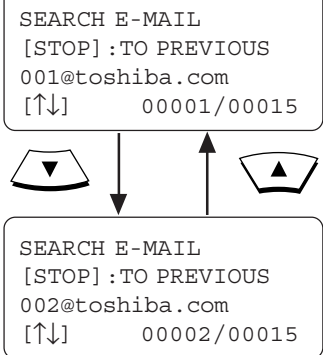 SEARCH E-MAIL
[STOP]:TO PREVIOUS
001@toshiba.com
[↑↓] 00001/00015
SEARCH E-MAIL
[STOP]:TO PREVIOUS
002@toshiba.com
[↑↓] 00002/00015